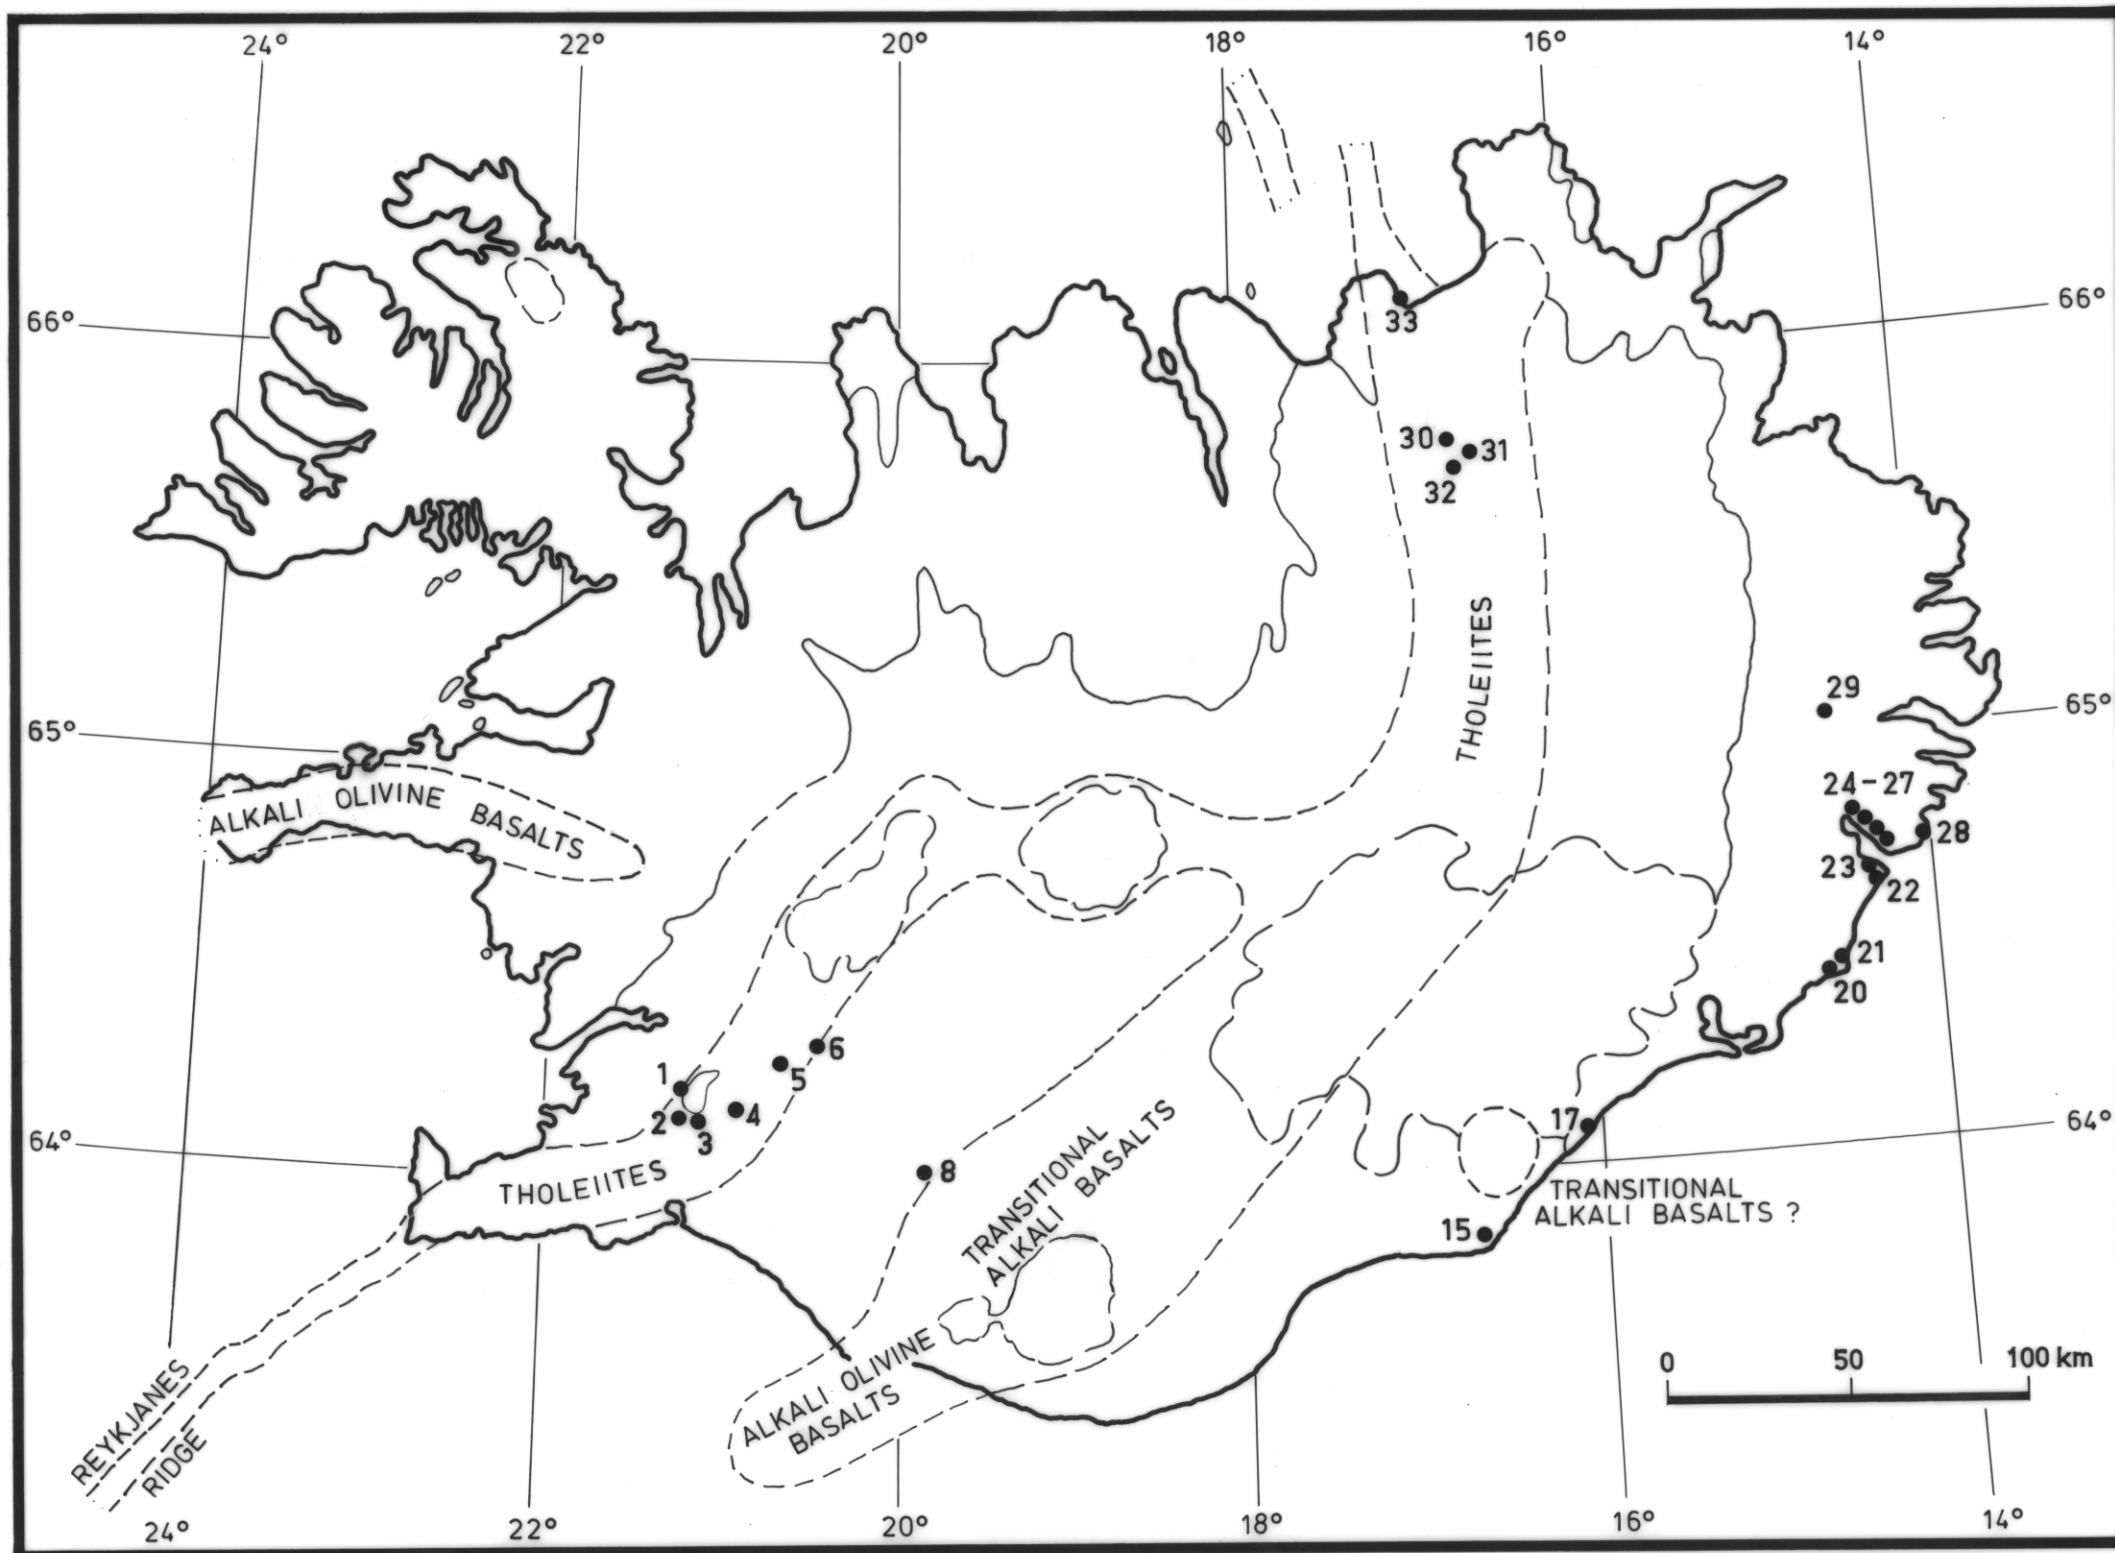 24° 22° 20° 18° 16° 14°
66° 66°
33
30 31
32
THOLEIITES
29
65° 65°
24-27
28
23
22
ALKALI OLIVINE BASALTS
21
20
6
5
1
4
2
3
17
64° 64°
THOLEIITES
8
TRANSITIONAL
ALKALI BASALTS
TRANSITIONAL
ALKALI BASALTS ?
15
ALKALI OLIVINE
BASALTS
REYKJANES
RIDGE
0 50 100 km
24° 22° 20° 18° 16° 14°